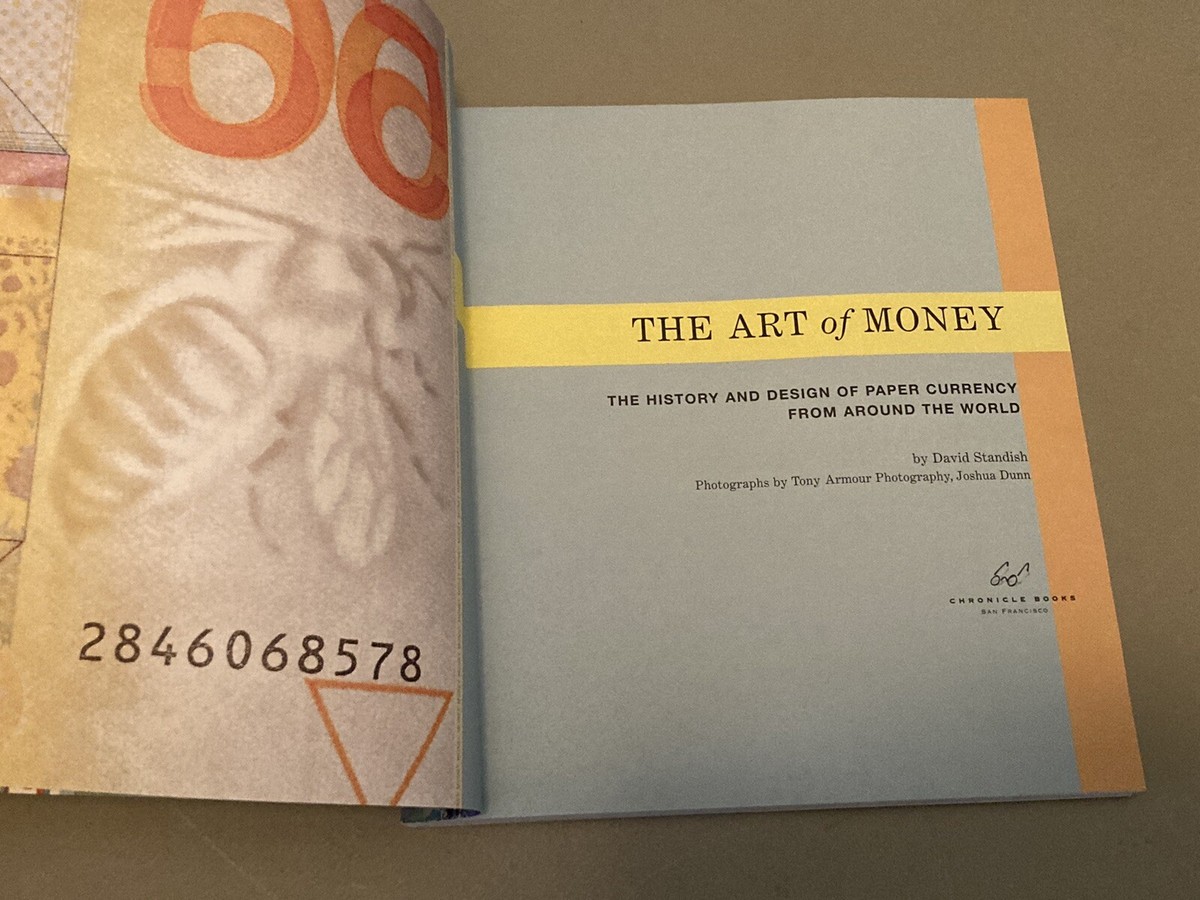 2846068578
THE ART of MONEY
THE HISTORY AND DESIGN OF PAPER CURRENCY
FROM AROUND THE WORLD
by David Standish
Photographs by Tony Armour Photography, Joshua Dunn
CHRONICLE BOOKS
SAN FRANCISCO